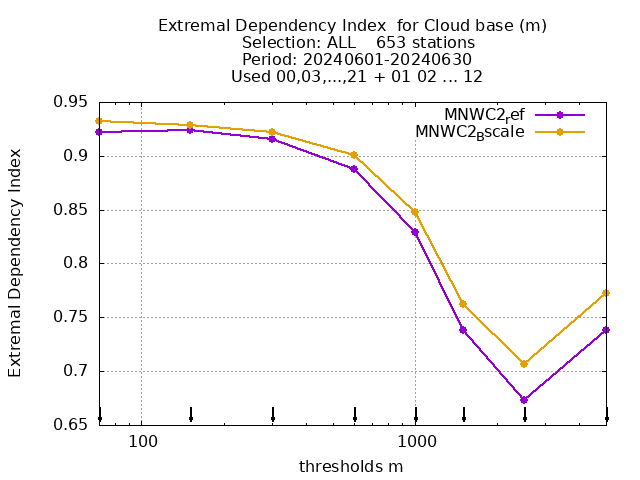 Extremal Dependency Index  for Cloud base (m)
Selection: ALL    653 stations
Period: 20240601-20240630
Used 00,03,...,21 + 01 02 ... 12
MNWC2ref
MNWC2Bscale
0.95
0.9
0.85
0.8
0.75
0.7
0.65
Extremal Dependency Index
100
1000
thresholds m